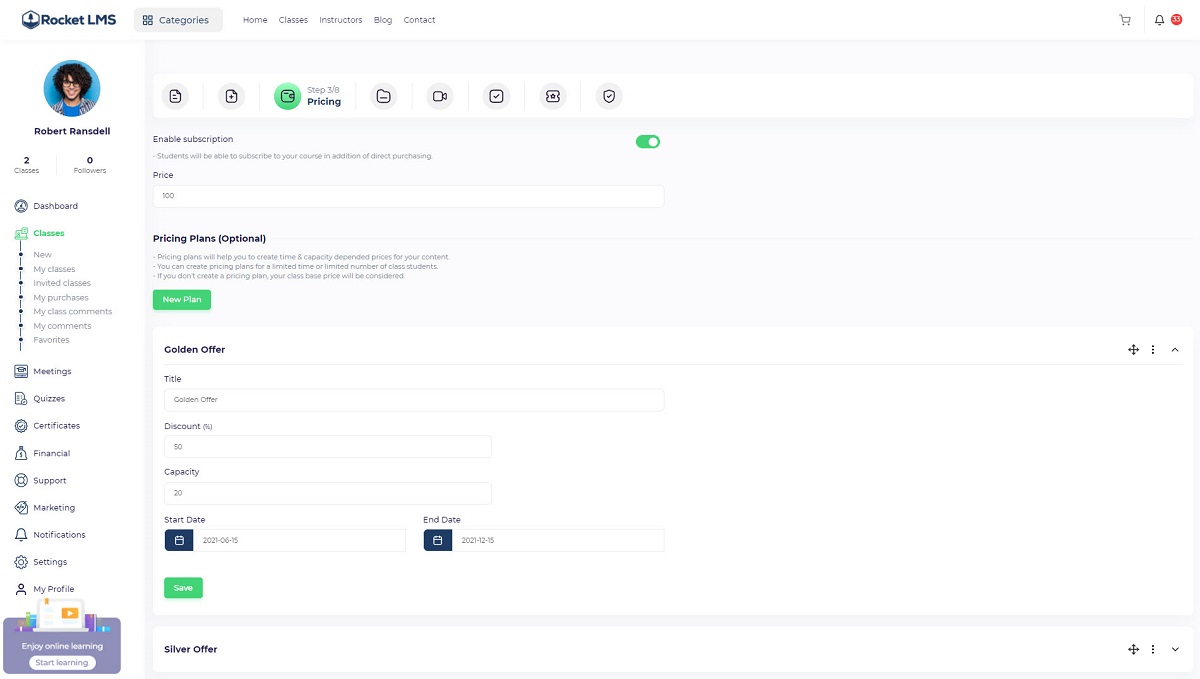 Rocket LMS
Categories
Home
Classes
Instructors
Blog
Contact
33
Robert Ransdell
2
Classes
0
Followers
Dashboard
Classes
New
My classes
Invited classes
My purchases
My class comments
My comments
Favorites
Meetings
Quizzes
Certificates
Financial
Support
Marketing
Notifications
Settings
My Profile
Enjoy online learning
Start learning
Step 3/8
Pricing
Enable subscription
- Students will be able to subscribe to your course in addition of direct purchasing.
Price
100
Pricing Plans (Optional)
- Pricing plans will help you to create time & capacity depended prices for your content.
- You can create pricing plans for a limited time or limited number of class students.
- If you don't create a pricing plan, your class base price will be considered.
New Plan
Golden Offer
Title
Golden Offer
Discount (%)
50
Capacity
20
Start Date
End Date
2021-06-15
2021-12-15
Save
Silver Offer